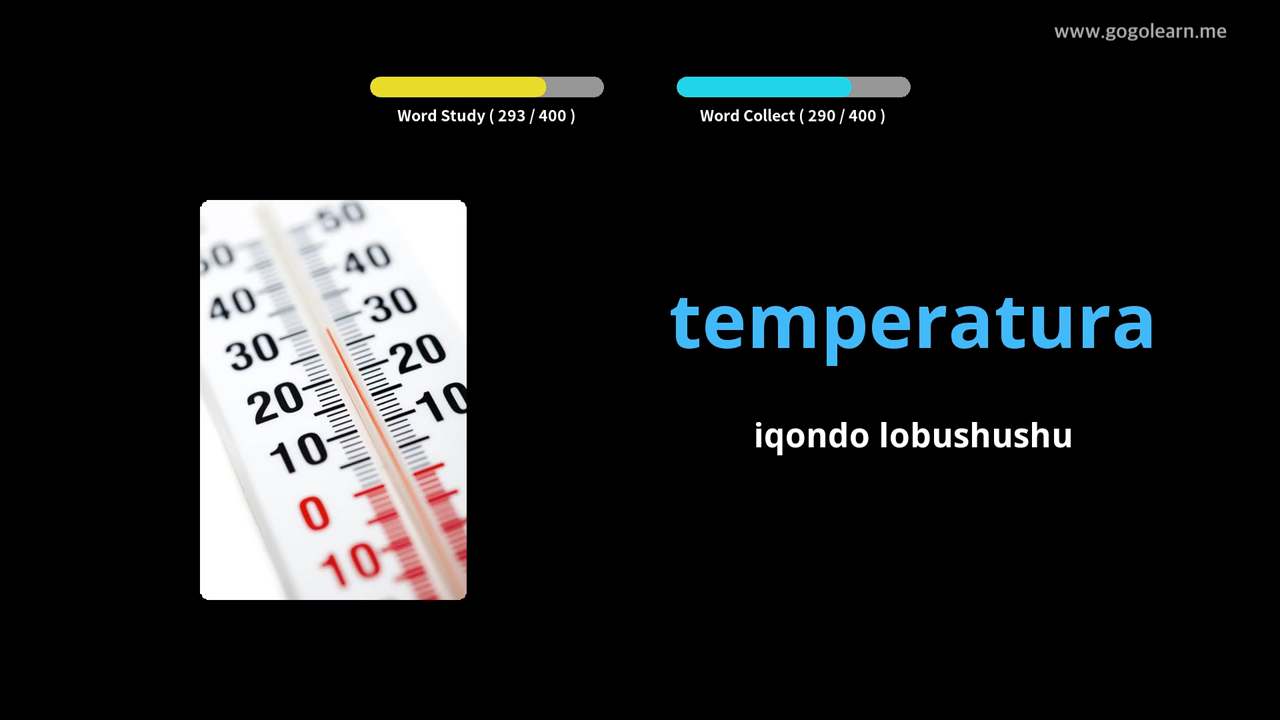 www.gogolearn.me
Word Study ( 293 / 400 )
Word Collect ( 290 / 400 )
50
50
40
40
30
30
20
20
10
10
0
10
temperatura
iqondo lobushushu